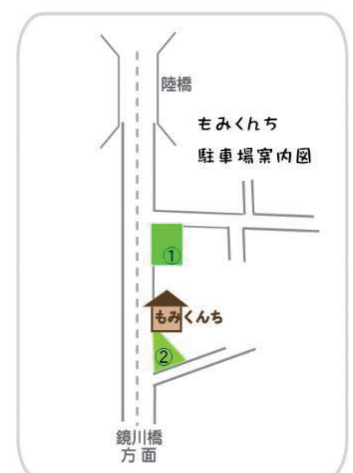 陸橋
もみくんち
駐車場案内図
①
もみくんち
②
鏡川橋
方面